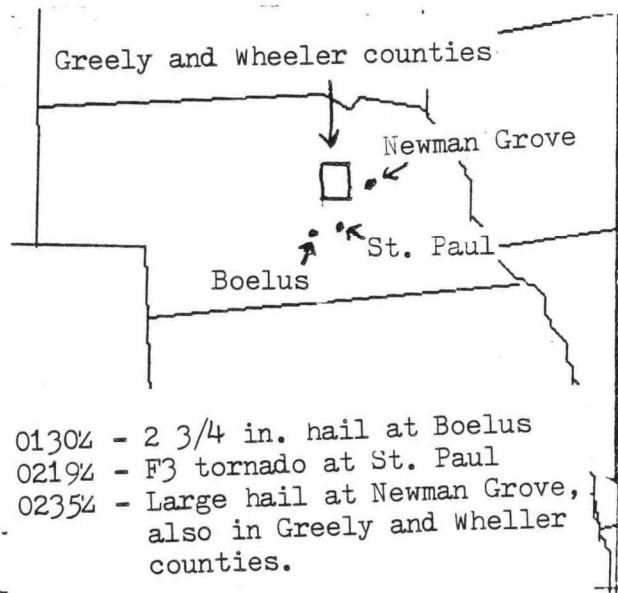 Greely and Wheeler counties
Newman Grove
St. Paul
Boelus
0130Z - 2 3/4 in. hail at Boelus
0219Z - F3 tornado at St. Paul
0235Z - Large hail at Newman Grove,
also in Greely and Wheller
counties.